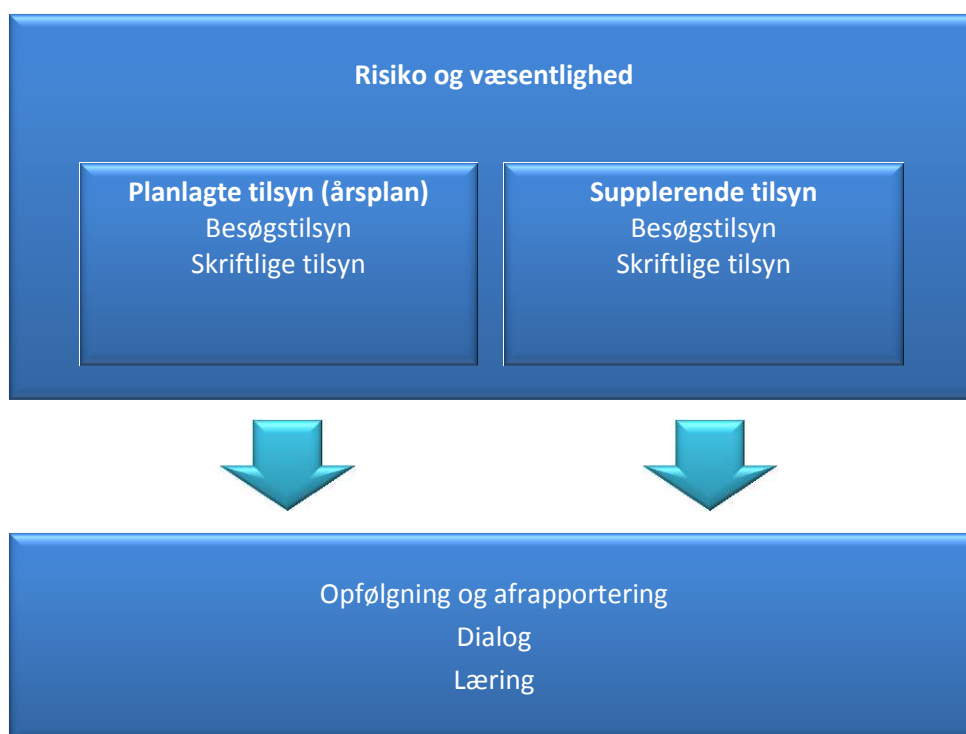 Risiko og væsentlighed
Planlagte tilsyn (årsplan)
Besøgstilsyn
Skriftlige tilsyn
Supplerende tilsyn
Besøgstilsyn
Skriftlige tilsyn
Opfølgning og afrapportering
Dialog
Læring